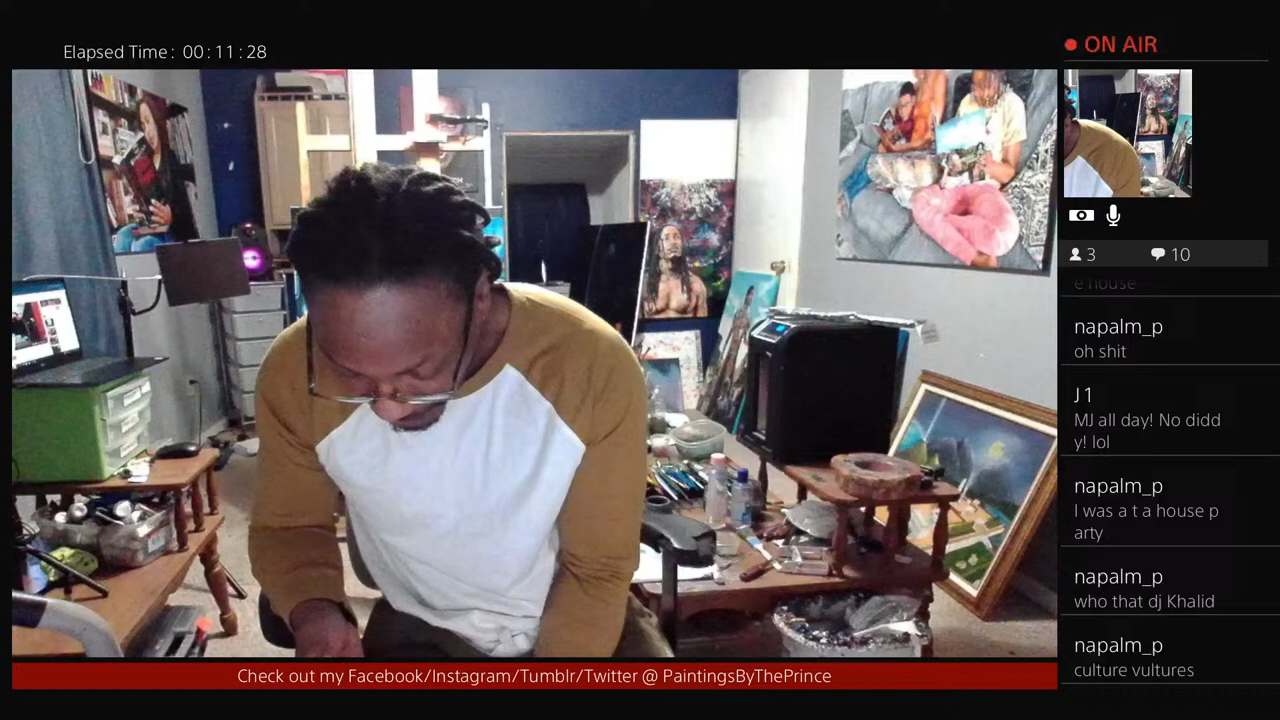 Elapsed Time: 00:11:28
ON AIR
3
10
e house
napalm_p
oh shit
J 1
MJ all day! No didd
y! lol
napalm_p
I was a t a house p
arty
napalm_p
who that dj Khalid
napalm_p
culture vultures
Check out my Facebook/Instagram/Tumblr/Twitter @ PaintingsByThePrince